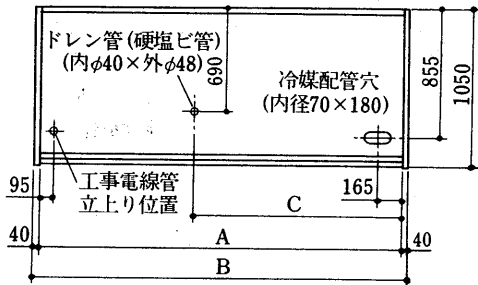 ドレン管(硬塩ビ管)
(内φ40×外φ48)
690
冷媒配管穴
(内径70×180)
855
1050
95
工事電線管
立上り位置
165
C
40
A
40
B